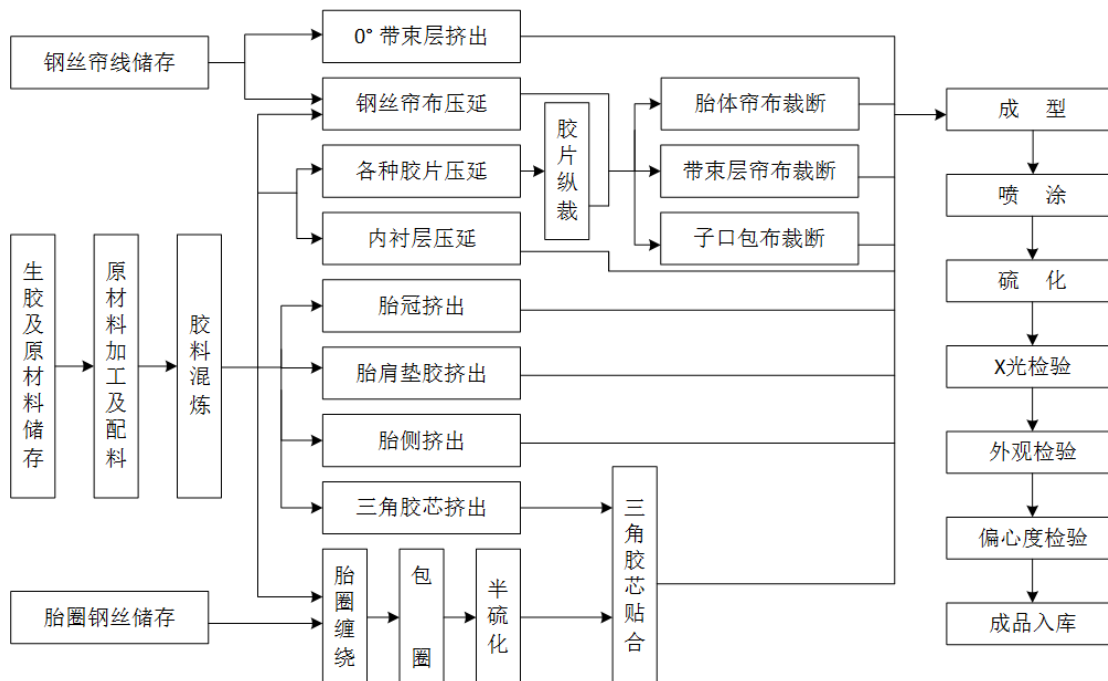 钢丝帘线储存
0° 带束层挤出
钢丝帘布压延
各种胶片压延
内衬层压延
胶片纵裁
胎体帘布裁断
带束层帘布裁断
子口包布裁断
生胶及原材料储存
原材料加工及配料
胶料混炼
胎冠挤出
胎肩垫胶挤出
胎侧挤出
三角胶芯挤出
胎圈钢丝储存
胎圈缠绕
包圈
半硫化
三角胶芯贴合
成型
喷涂
硫化
X光检验
外观检验
偏心度检验
成品入库